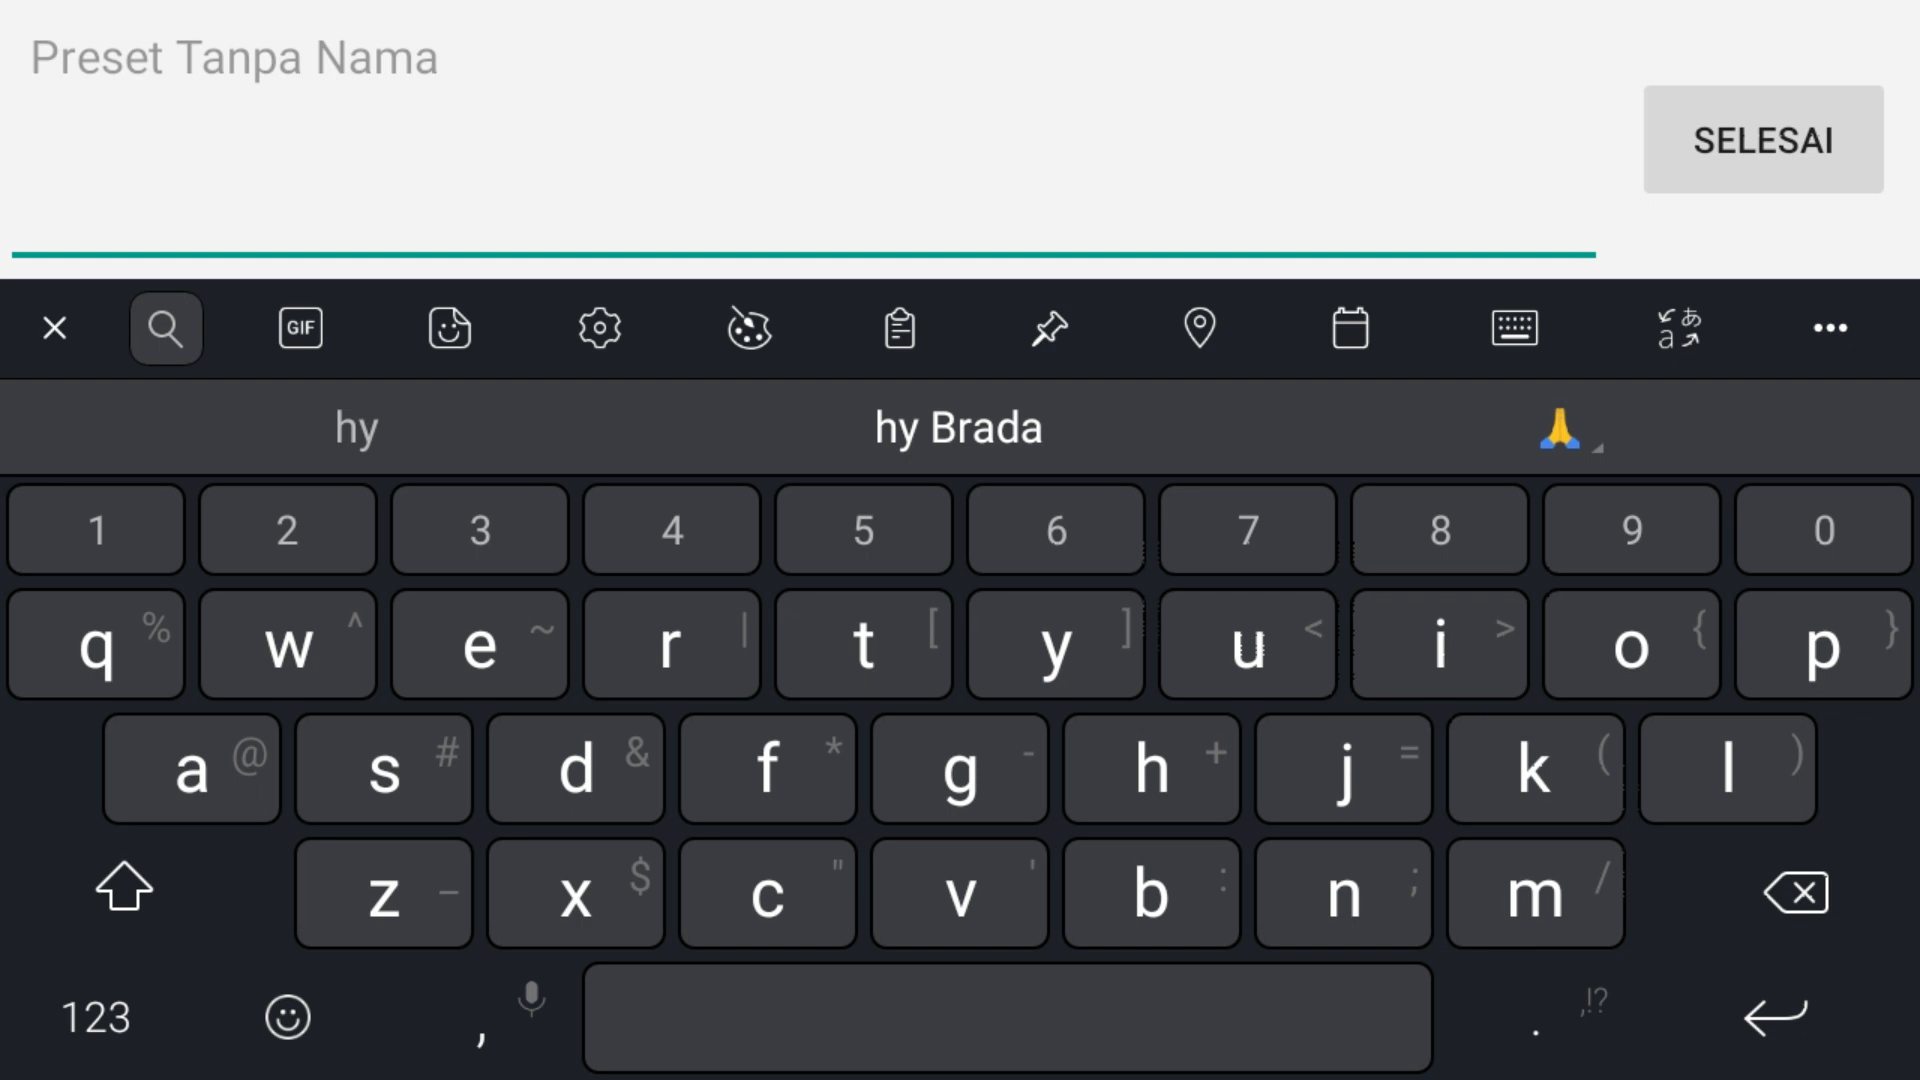 Preset Tanpa Nama
SELESAI
GIF
あ
a
hy
hy Brada
🙏
1 2 3 4 5 6 7 8 9 0
q % w ^ e ~ r | t [ y ] u < i > o { p }
a @ s # d & f * g - h + j = k ( l )
z _ x $ c " v ' b : n ; m /
123 , . ,!?